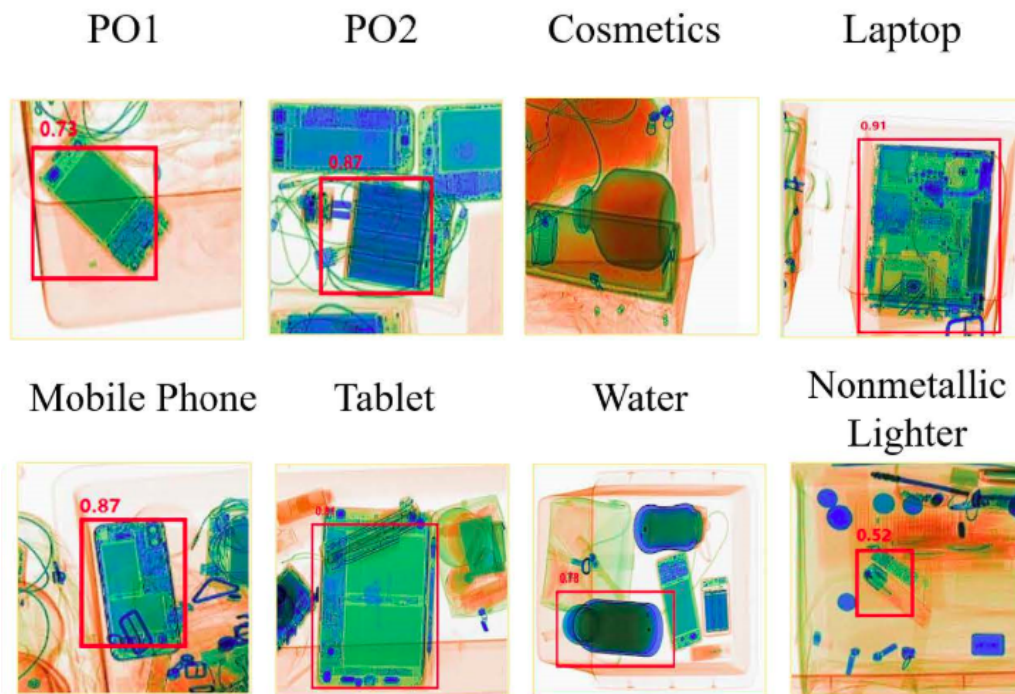 PO1 PO2 Cosmetics Laptop
0.73
0.87
0.91
Mobile Phone Tablet Water Nonmetallic
Lighter
0.87
0.78
0.52